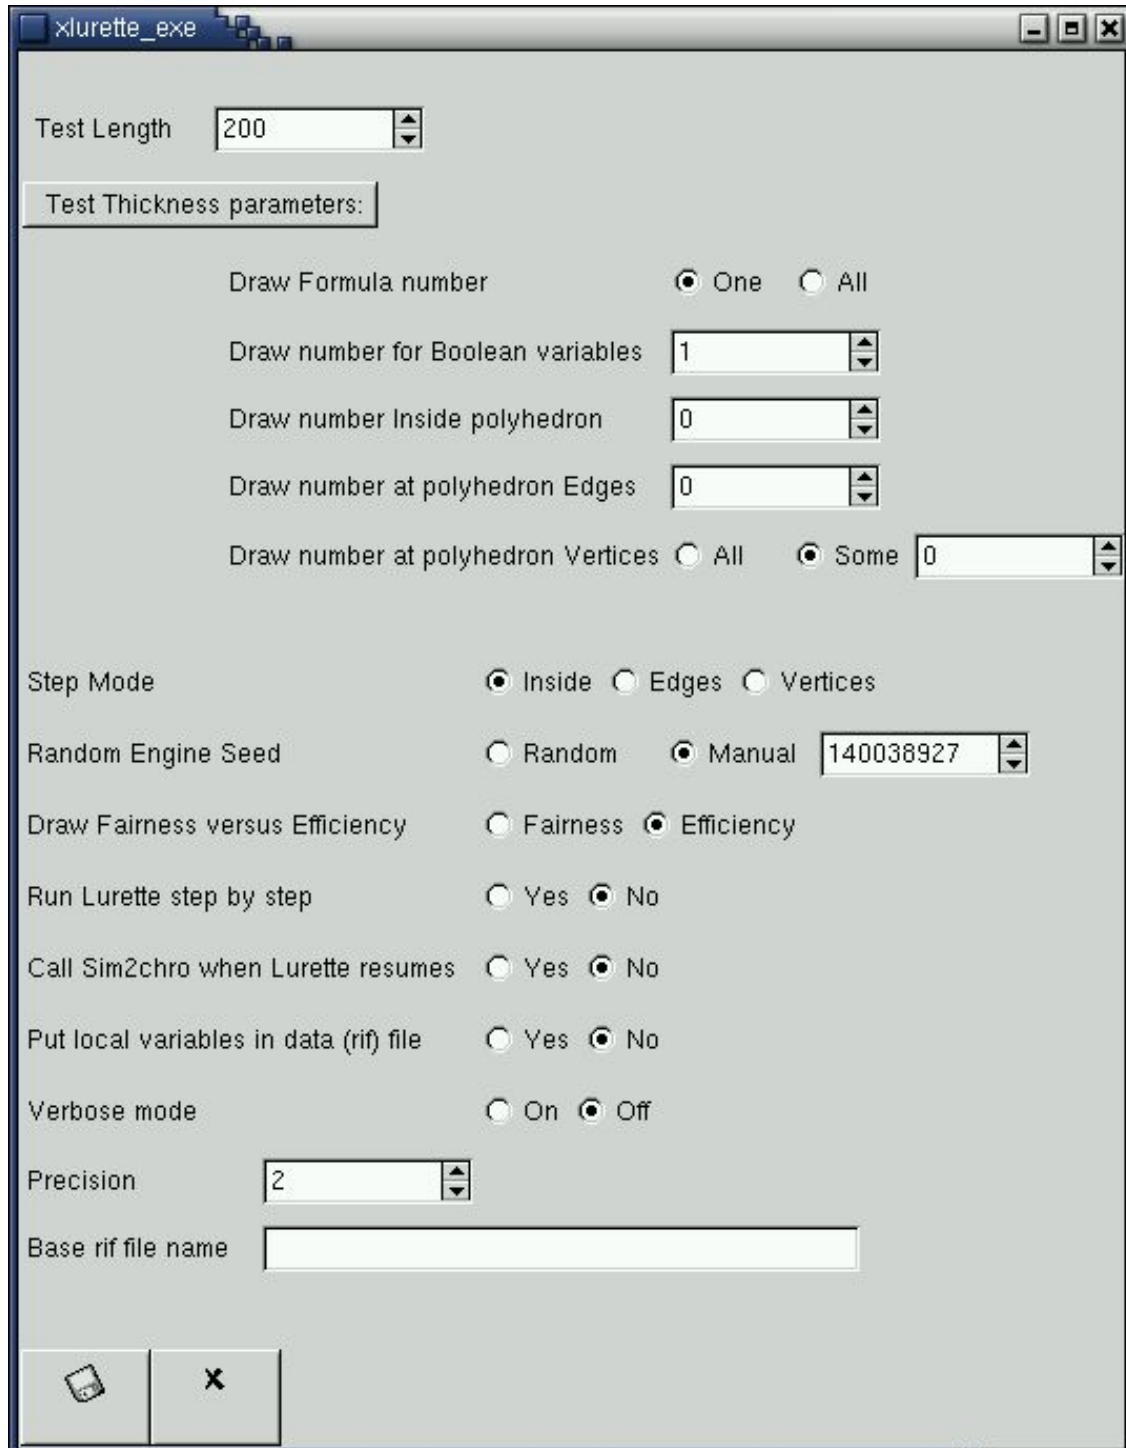 xlurette_exe
Test Length 200
Test Thickness parameters:
Draw Formula number One All
Draw number for Boolean variables 1
Draw number Inside polyhedron 0
Draw number at polyhedron Edges 0
Draw number at polyhedron Vertices All Some 0
Step Mode Inside Edges Vertices
Random Engine Seed Random Manual 140038927
Draw Fairness versus Efficiency Fairness Efficiency
Run Lurette step by step Yes No
Call Sim2chro when Lurette resumes Yes No
Put local variables in data (rif) file Yes No
Verbose mode On Off
Precision 2
Base rif file name